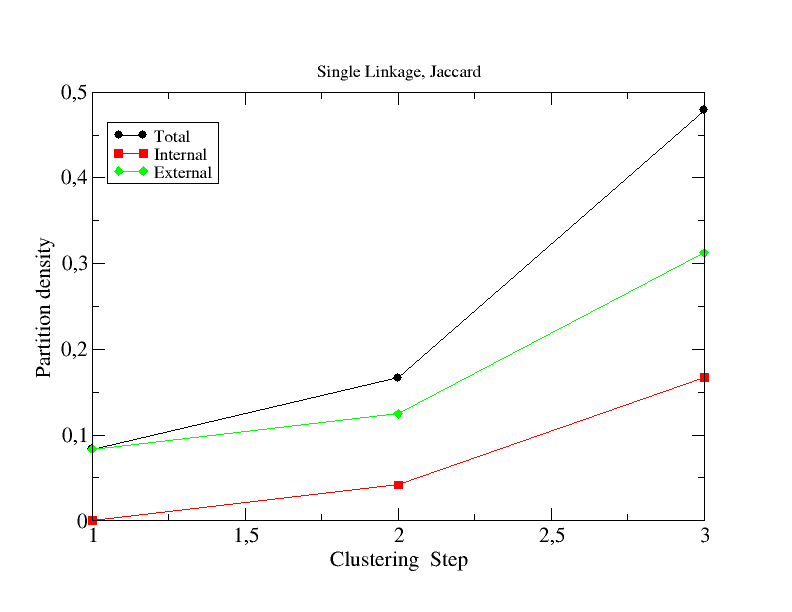 Single Linkage, Jaccard
0,5
0,4
0,3
0,2
0,1
0
Partition density
Total
Internal
External
1
1,5
2
2,5
3
Clustering Step